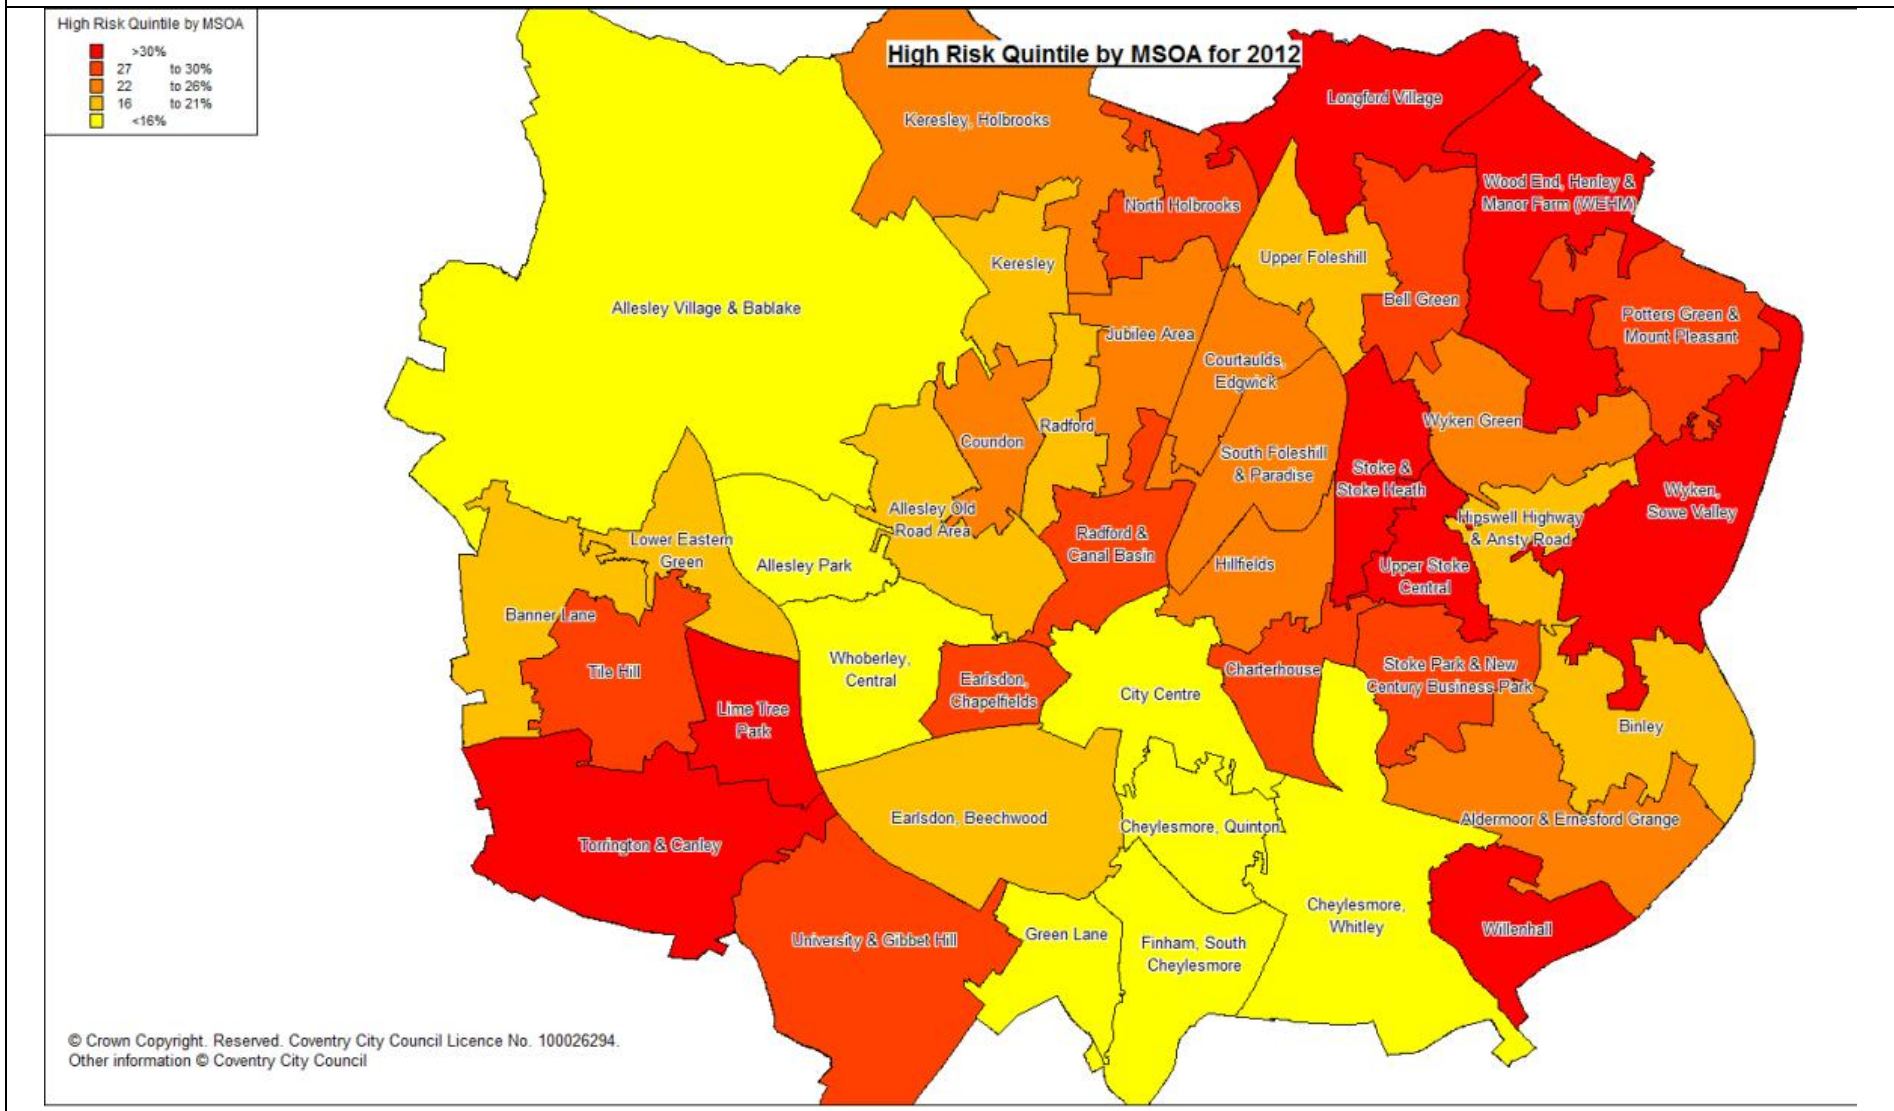 High Risk Quintile by MSOA
>30%
27 to 30%
22 to 26%
16 to 21%
<16%
High Risk Quintile by MSOA for 2012
Longford Village
Keresley, Holbrooks
Wood End, Henley &
Manor Farm (WEHM)
North Holbrooks
Upper Foleshill
Keresley
Bell Green
Allesley Village & Bablake
Potters Green &
Mount Pleasant
Jubilee Area
Courtaulds,
Edgwick
Wyken Green
Radford
Coundon
South Foleshill
& Paradise
Stoke &
Stoke Heath
Wyken,
Sowe Valley
Allesley Old
Road Area
Hipswell Highway
& Ansty Road
Radford &
Canal Basin
Lower Eastern
Green
Allesley Park
Hillfields
Upper Stoke
Central
Banner Lane
Whoberley,
Central
Tile Hill
Charterhouse
Stoke Park & New
Century Business Park
Earlsdon,
Chapelfields
City Centre
Lime Tree
Park
Binley
Earlsdon, Beechwood
Cheylesmore, Quinton
Aldermoor & Ernesford Grange
Torrington & Canley
Cheylesmore,
Whitley
Willenhall
University & Gibbet Hill
Green Lane
Finham, South
Cheylesmore
© Crown Copyright. Reserved. Coventry City Council Licence No. 100026294.
Other information © Coventry City Council